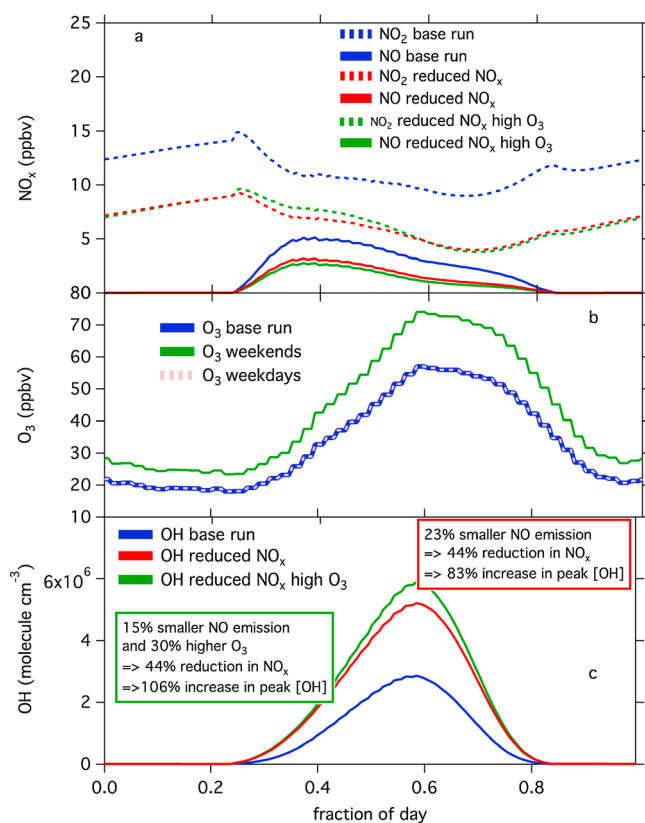 25
20
15
10
5
80
NOx (ppbv)
a
NO2 base run
NO base run
NO2 reduced NOx
NO reduced NOx
NO2 reduced NOx high O3
NO reduced NOx high O3
70
60
50
40
30
20
10
O3 (ppbv)
b
O3 base run
O3 weekends
O3 weekdays
6x10⁶
4
2
0
OH (molecule cm⁻³)
c
OH base run
OH reduced NOx
OH reduced NOx high O3
23% smaller NO emission
=> 44% reduction in NOx
=> 83% increase in peak [OH]
15% smaller NO emission
and 30% higher O3
=> 44% reduction in NOx
=>106% increase in peak [OH]
0.0
0.2
0.4
0.6
0.8
fraction of day